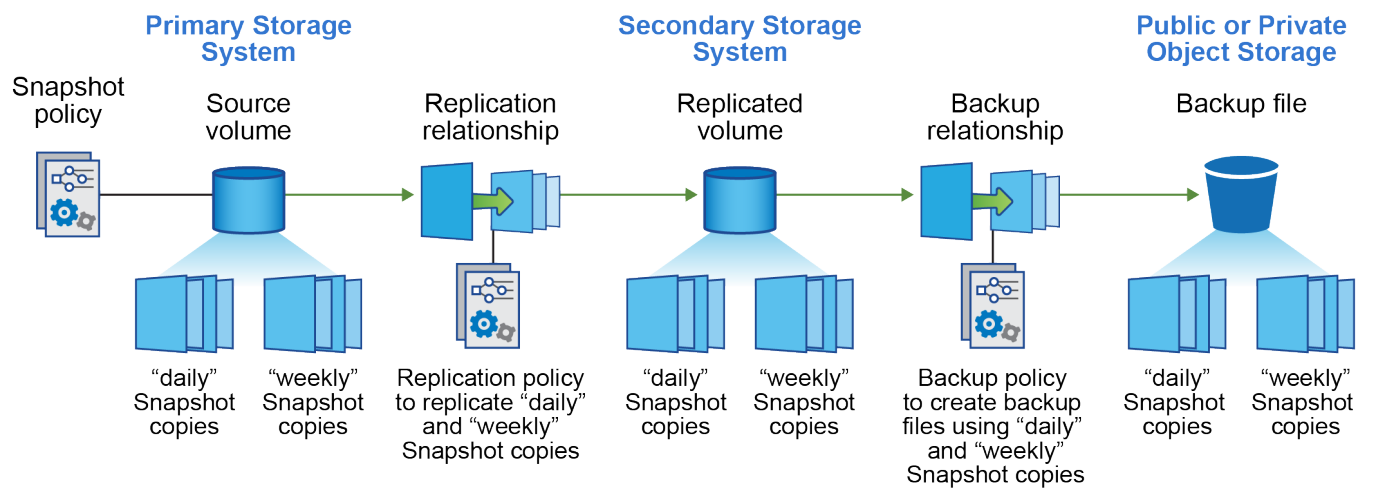 Primary Storage
System
Secondary Storage
System
Public or Private
Object Storage
Snapshot
policy
Source
volume
Replication
relationship
Replicated
volume
Backup
relationship
Backup file
“daily”
Snapshot
copies
“weekly”
Snapshot
copies
Replication policy
to replicate “daily”
and “weekly”
Snapshot copies
“daily”
Snapshot
copies
“weekly”
Snapshot
copies
Backup policy
to create backup
files using “daily”
and “weekly”
Snapshot copies
“daily”
Snapshot
copies
“weekly”
Snapshot
copies